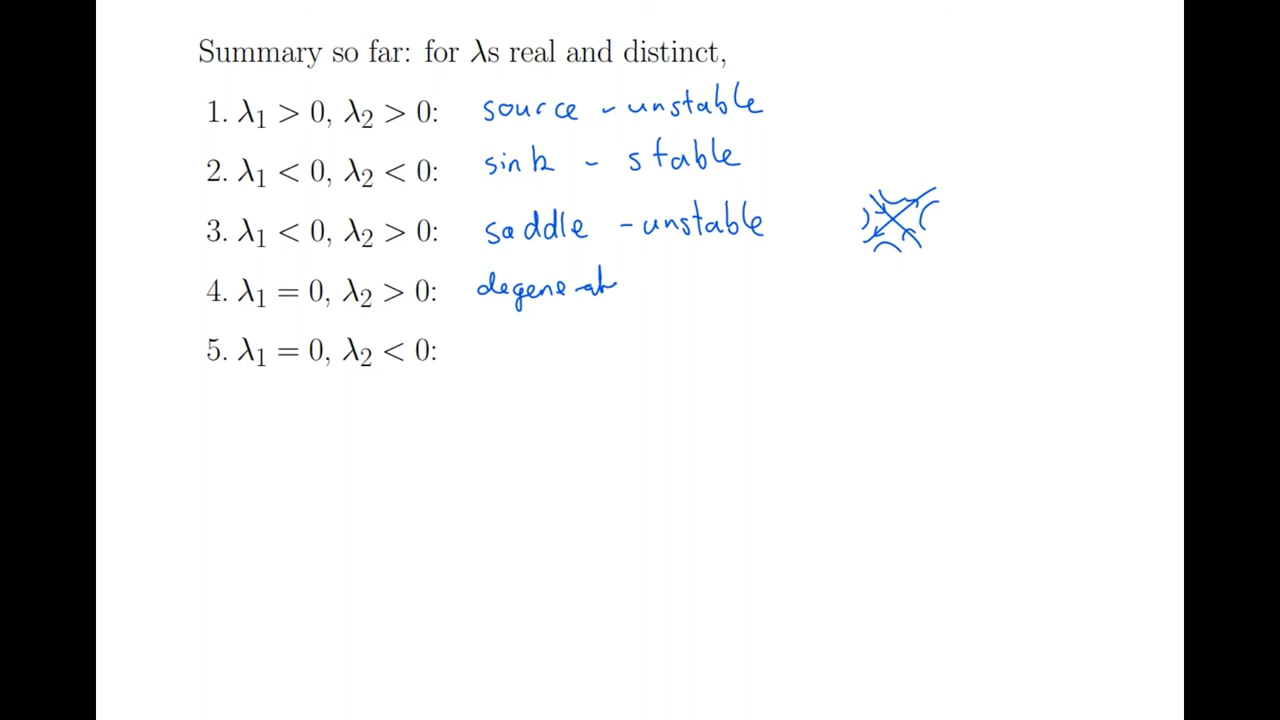 Summary so far: for λs real and distinct,
1. λ₁ > 0, λ₂ > 0: source - unstable
2. λ₁ < 0, λ₂ < 0: sink - stable
3. λ₁ < 0, λ₂ > 0: saddle - unstable
4. λ₁ = 0, λ₂ > 0: degenerat
5. λ₁ = 0, λ₂ < 0: